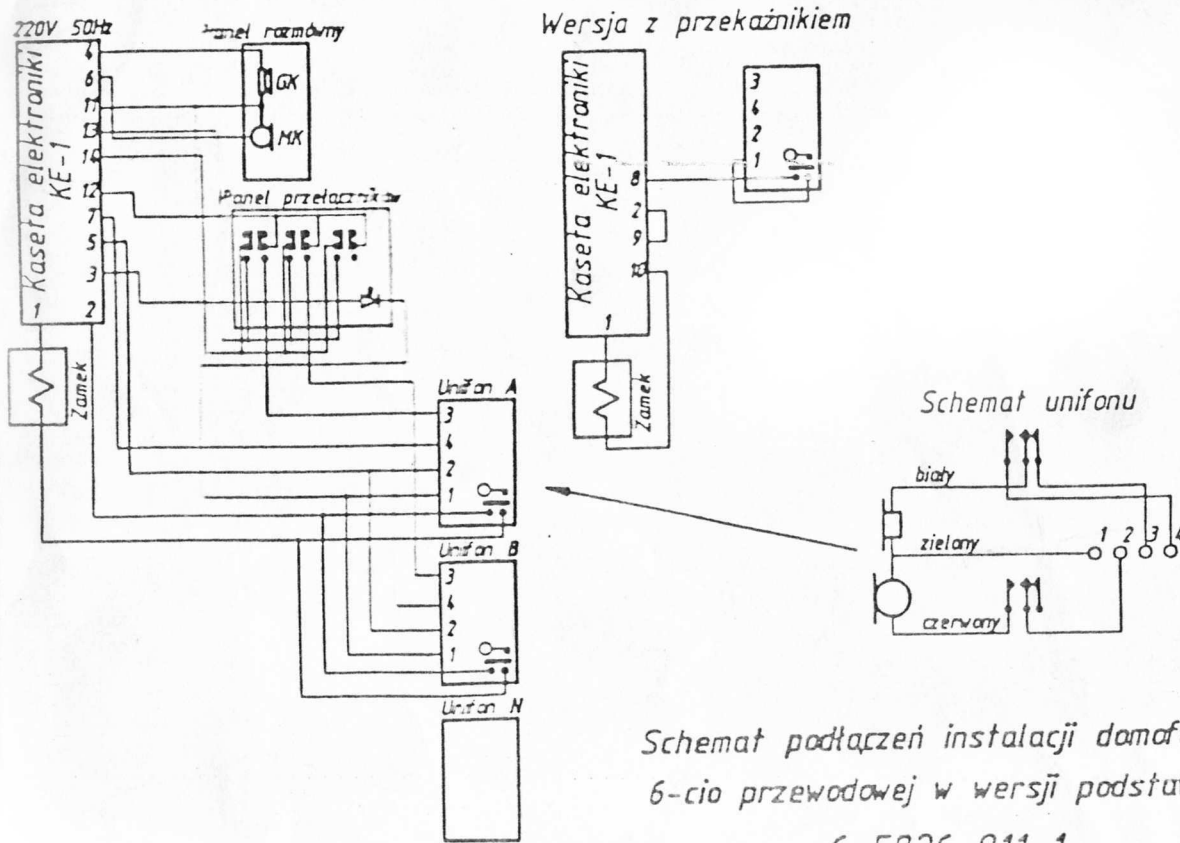 220V 50Hz
Kaseta elektroniki
KE-1
4
6
11
13
14
12
7
5
3
1
2
Zamek
Panel rozmówny
GK
MK
Panel przełączników
Unifon A
3
4
2
1
Unifon B
3
4
2
1
Unifon N
Wersja z przekaźnikiem
Kaseta elektroniki
KE-1
8
2
9
10
1
Zamek
3
4
2
1
Schemat unifonu
biały
zielony
czerwony
1 2 3 4
Schemat podłączeń instalacji domof
6-cio przewodowej w wersji podsta